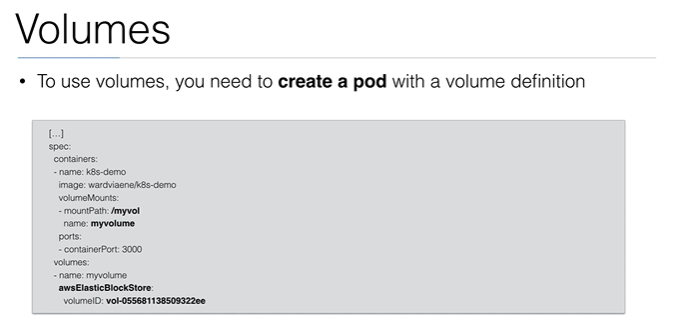 Volumes
• To use volumes, you need to create a pod with a volume definition
[...]
spec:
containers:
- name: k8s-demo
image: wardviaene/k8s-demo
volumeMounts:
- mountPath: /myvol
name: myvolume
ports:
- containerPort: 3000
volumes:
- name: myvolume
awsElasticBlockStore:
volumeID: vol-055681138509322ee